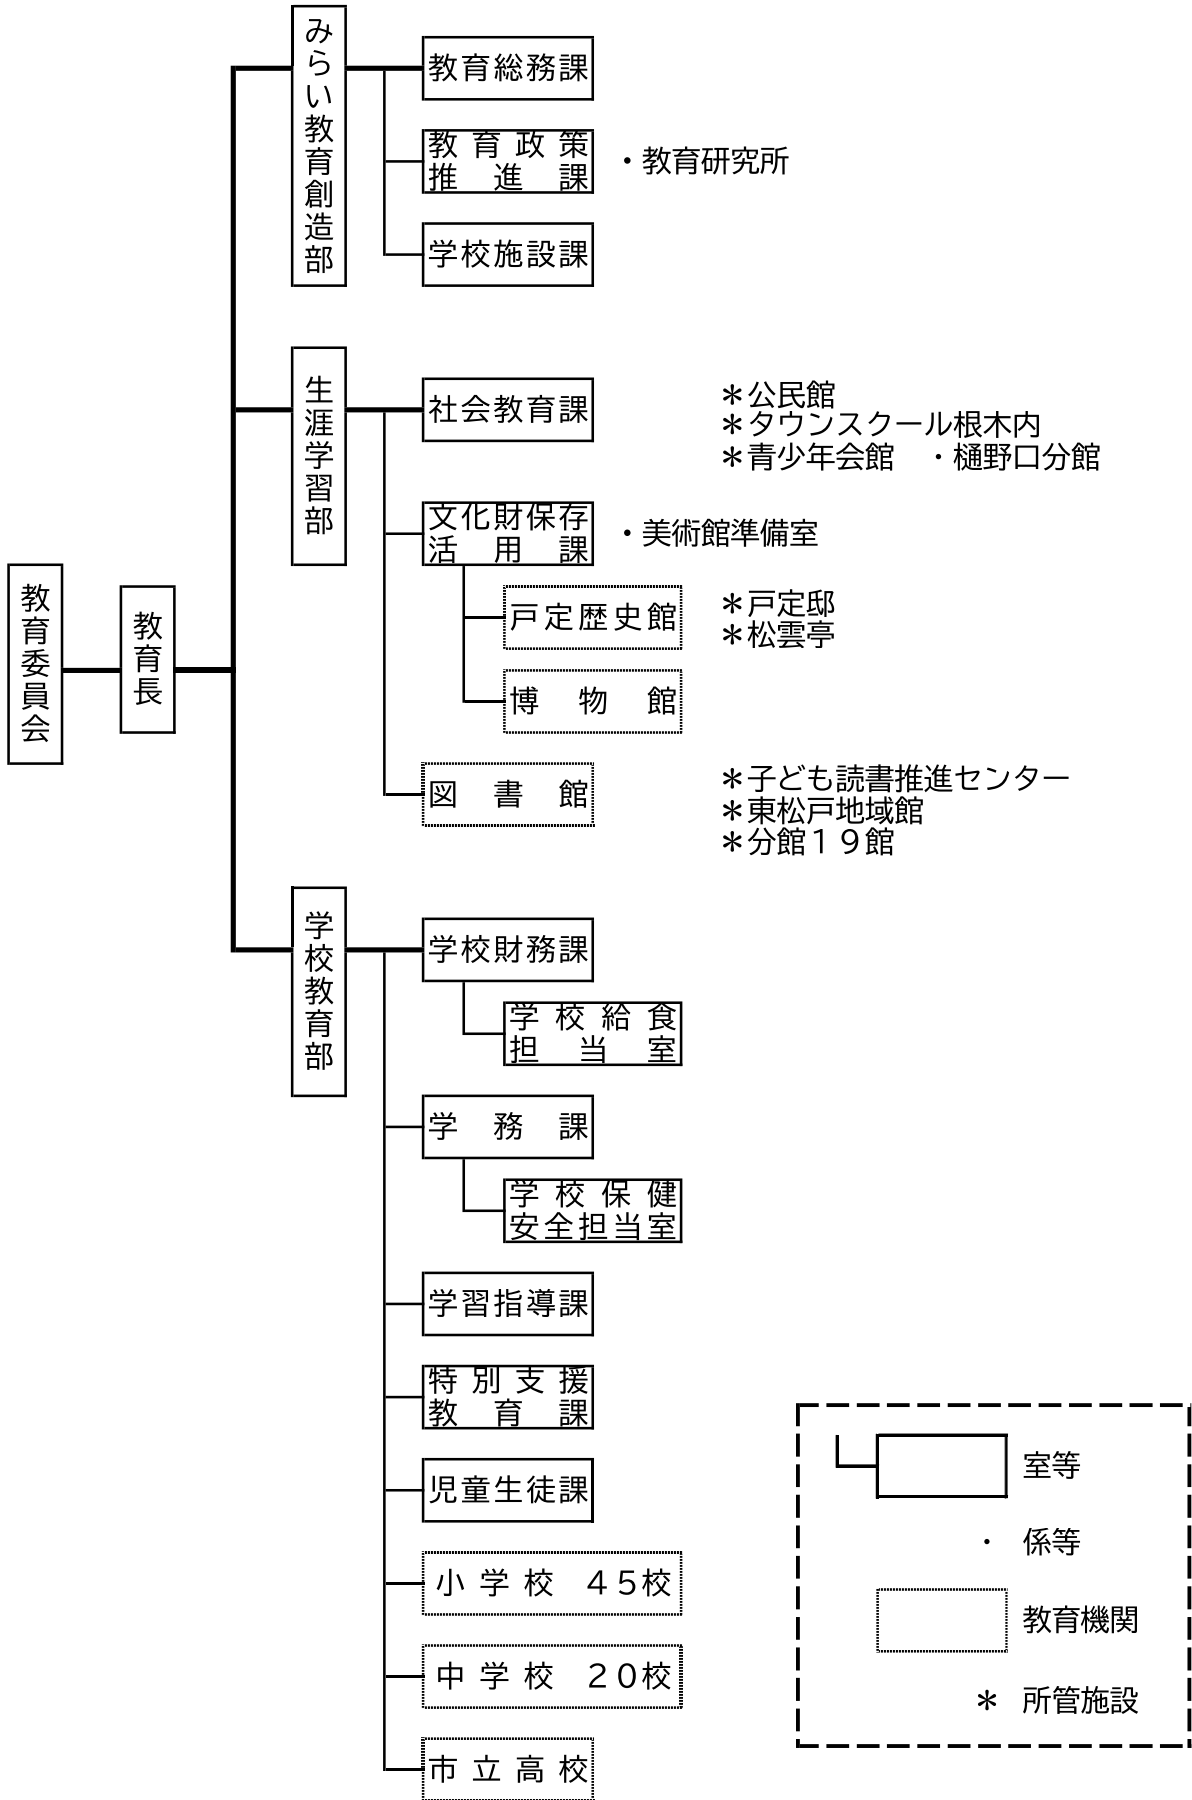 教育委員会
教育長
みらい教育創造部
教育総務課
教育政策
推進課
・教育研究所
学校施設課
生涯学習部
社会教育課
＊公民館
＊タウンスクール根木内
＊青少年会館　・樋野口分館
文化財保存
活用課
・美術館準備室
戸定歴史館
＊戸定邸
＊松雲亭
博物館
図書館
＊子ども読書推進センター
＊東松戸地域館
＊分館１９館
学校教育部
学校財務課
学校給食
担当室
学務課
学校保健
安全担当室
学習指導課
特別支援
教育課
児童生徒課
小学校　４５校
中学校　２０校
市立高校
室等
・　係等
教育機関
＊　所管施設